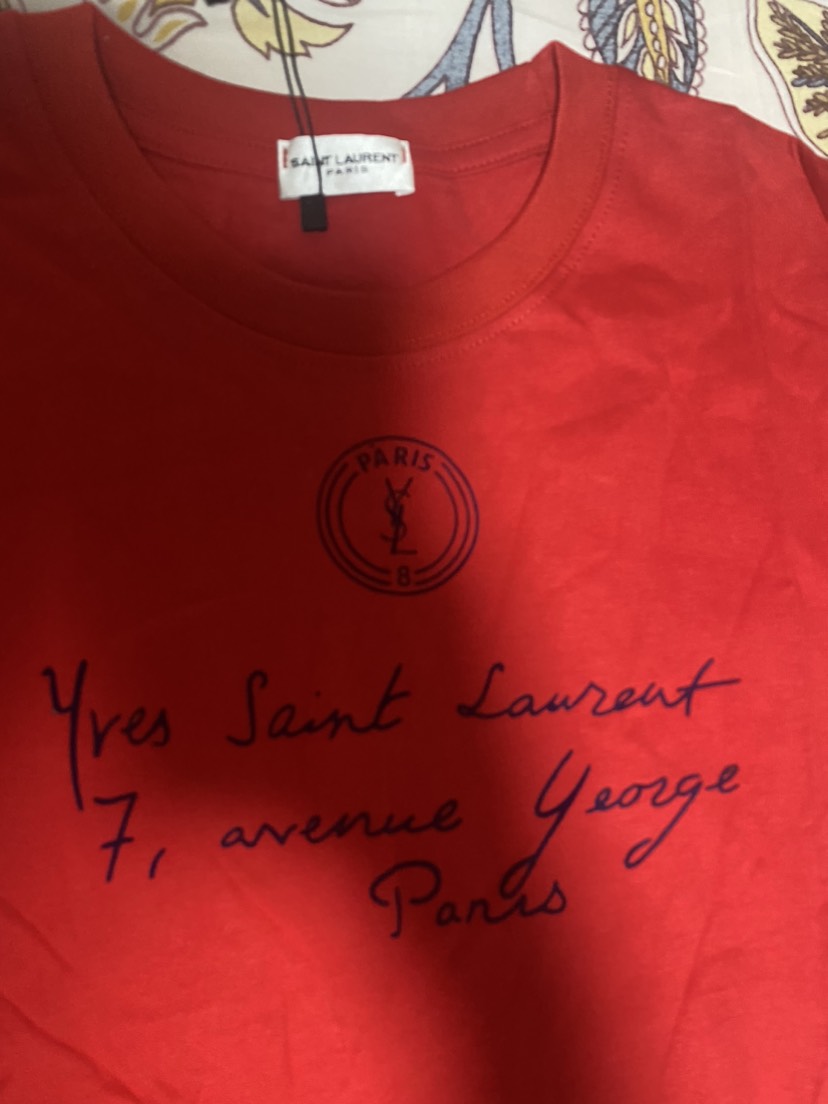 SAINT LAURENT
PARIS
PARIS
YSL
8
Yves Saint Laurent
7, avenue George
Paris